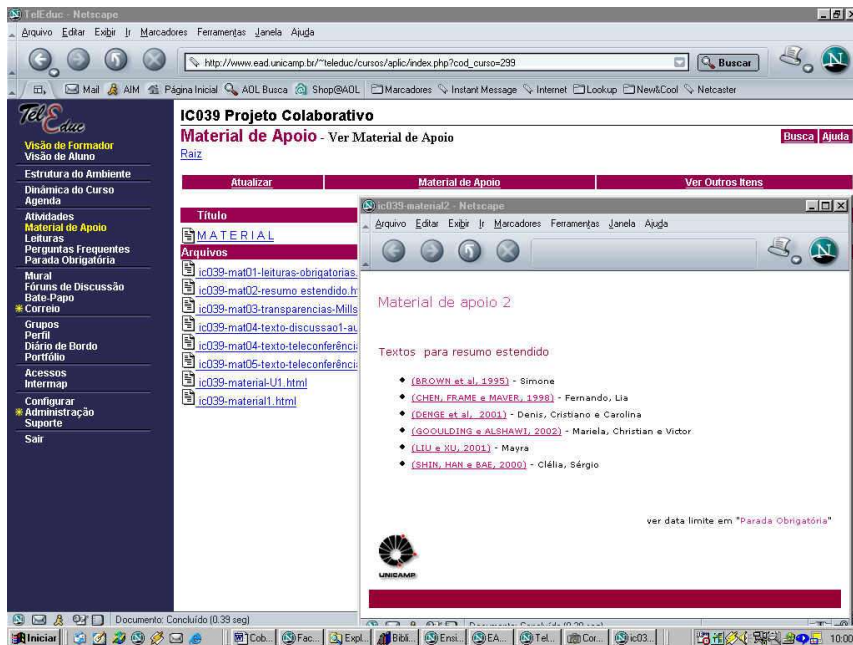 TelEduc - Netscape
Arquivo Editar Exibir Ir Marcadores Ferramentas Janela Ajuda
http://www.ead.unicamp.br/~teleduc/cursos/aplic/index.php?cod_curso=299
Buscar
Mail AIM Página Inicial AOL Busca Shop@AOL Marcadores Instant Message Internet Lookup New&Cool Netcaster
TelEduc
Visão de Formador
Visão de Aluno
Estrutura do Ambiente
Dinâmica do Curso
Agenda
Atividades
Material de Apoio
Leituras
Perguntas Frequentes
Parada Obrigatória
Mural
Fóruns de Discussão
Bate-Papo
Correio
Grupos
Perfil
Diário de Bordo
Portfólio
Acessos
Intermap
Configurar
Administração
Suporte
Sair
IC039 Projeto Colaborativo
Material de Apoio - Ver Material de Apoio
Busca Ajuda
Raiz
Atualizar Material de Apoio Ver Outros Itens
Título
MATERIAL
Arquivos
ic039-mat01-leituras-obrigatorias.
ic039-mat02-resumo estendido.h
ic039-mat03-transparencias-Mills
ic039-mat04-texto-discussao1-au
ic039-mat04-texto-teleconferênci
ic039-mat05-texto-teleconferênci
ic039-material-U1.html
ic039-material1.html
ic039-material2 - Netscape
Arquivo Editar Exibir Ir Marcadores Ferramentas Janela Ajuda
Material de apoio 2
Textos para resumo estendido
(BROWN et al, 1995) - Simone
(CHEN, FRAME e MAVER, 1998) - Fernando, Lia
(DENGE et al, 2001) - Denis, Cristiano e Carolina
(GOOULDING e ALSHAWI, 2002) - Mariela, Christian e Victor
(LIU e XU, 2001) - Mayra
(SHIN, HAN e BAE, 2000) - Clélia, Sérgio
ver data limite em "Parada Obrigatória"
UNICAMP
Documento: Concluído (0.39 seg)
Iniciar Cob... Fac... Expl... Bibli... Ensi... EA... Tel... Cor... ic03... 10:00